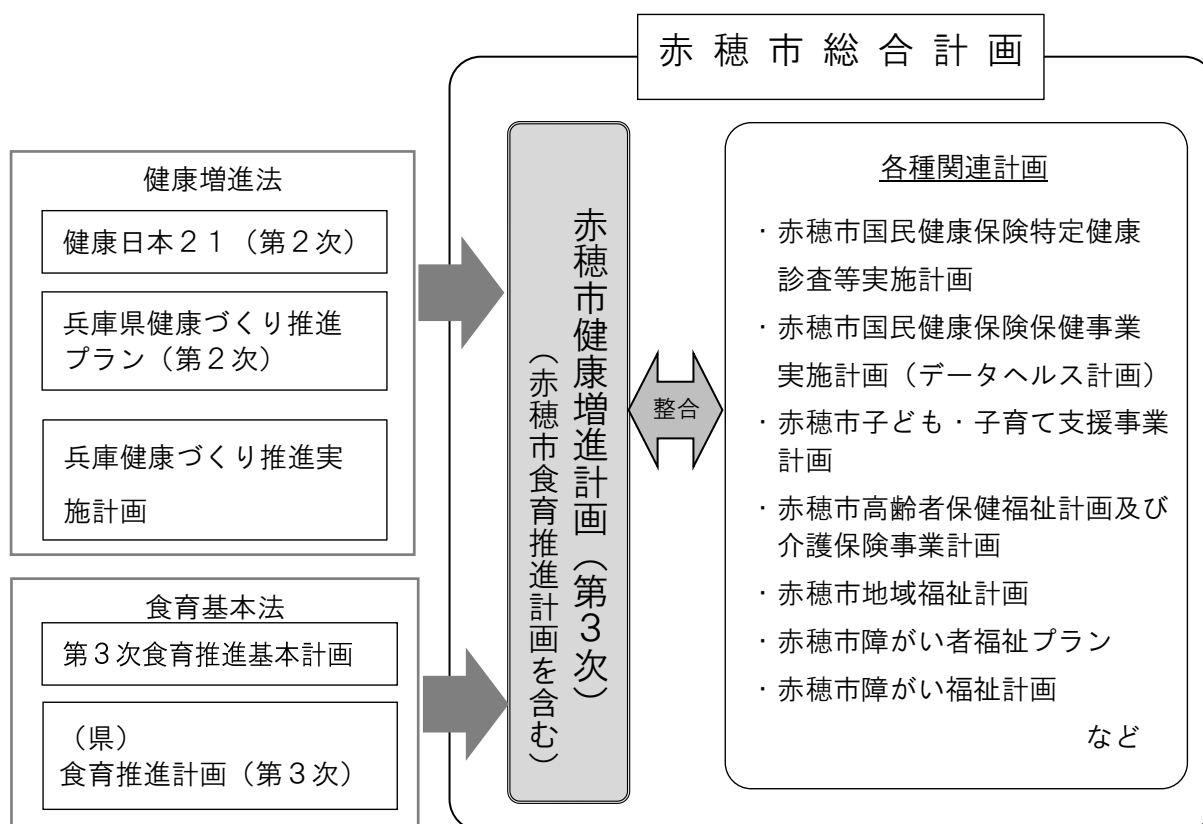 赤穂市総合計画
健康増進法
健康日本２１（第２次）
兵庫県健康づくり推進
プラン（第２次）
兵庫健康づくり推進実
施計画
食育基本法
第３次食育推進基本計画
（県）
食育推進計画（第３次）
赤穂市健康増進計画（第３次）
（赤穂市食育推進計画を含む）
整合
各種関連計画
・赤穂市国民健康保険特定健康
診査等実施計画
・赤穂市国民健康保険保健事業
実施計画（データヘルス計画）
・赤穂市子ども・子育て支援事業
計画
・赤穂市高齢者保健福祉計画及び
介護保険事業計画
・赤穂市地域福祉計画
・赤穂市障がい者福祉プラン
・赤穂市障がい福祉計画
など